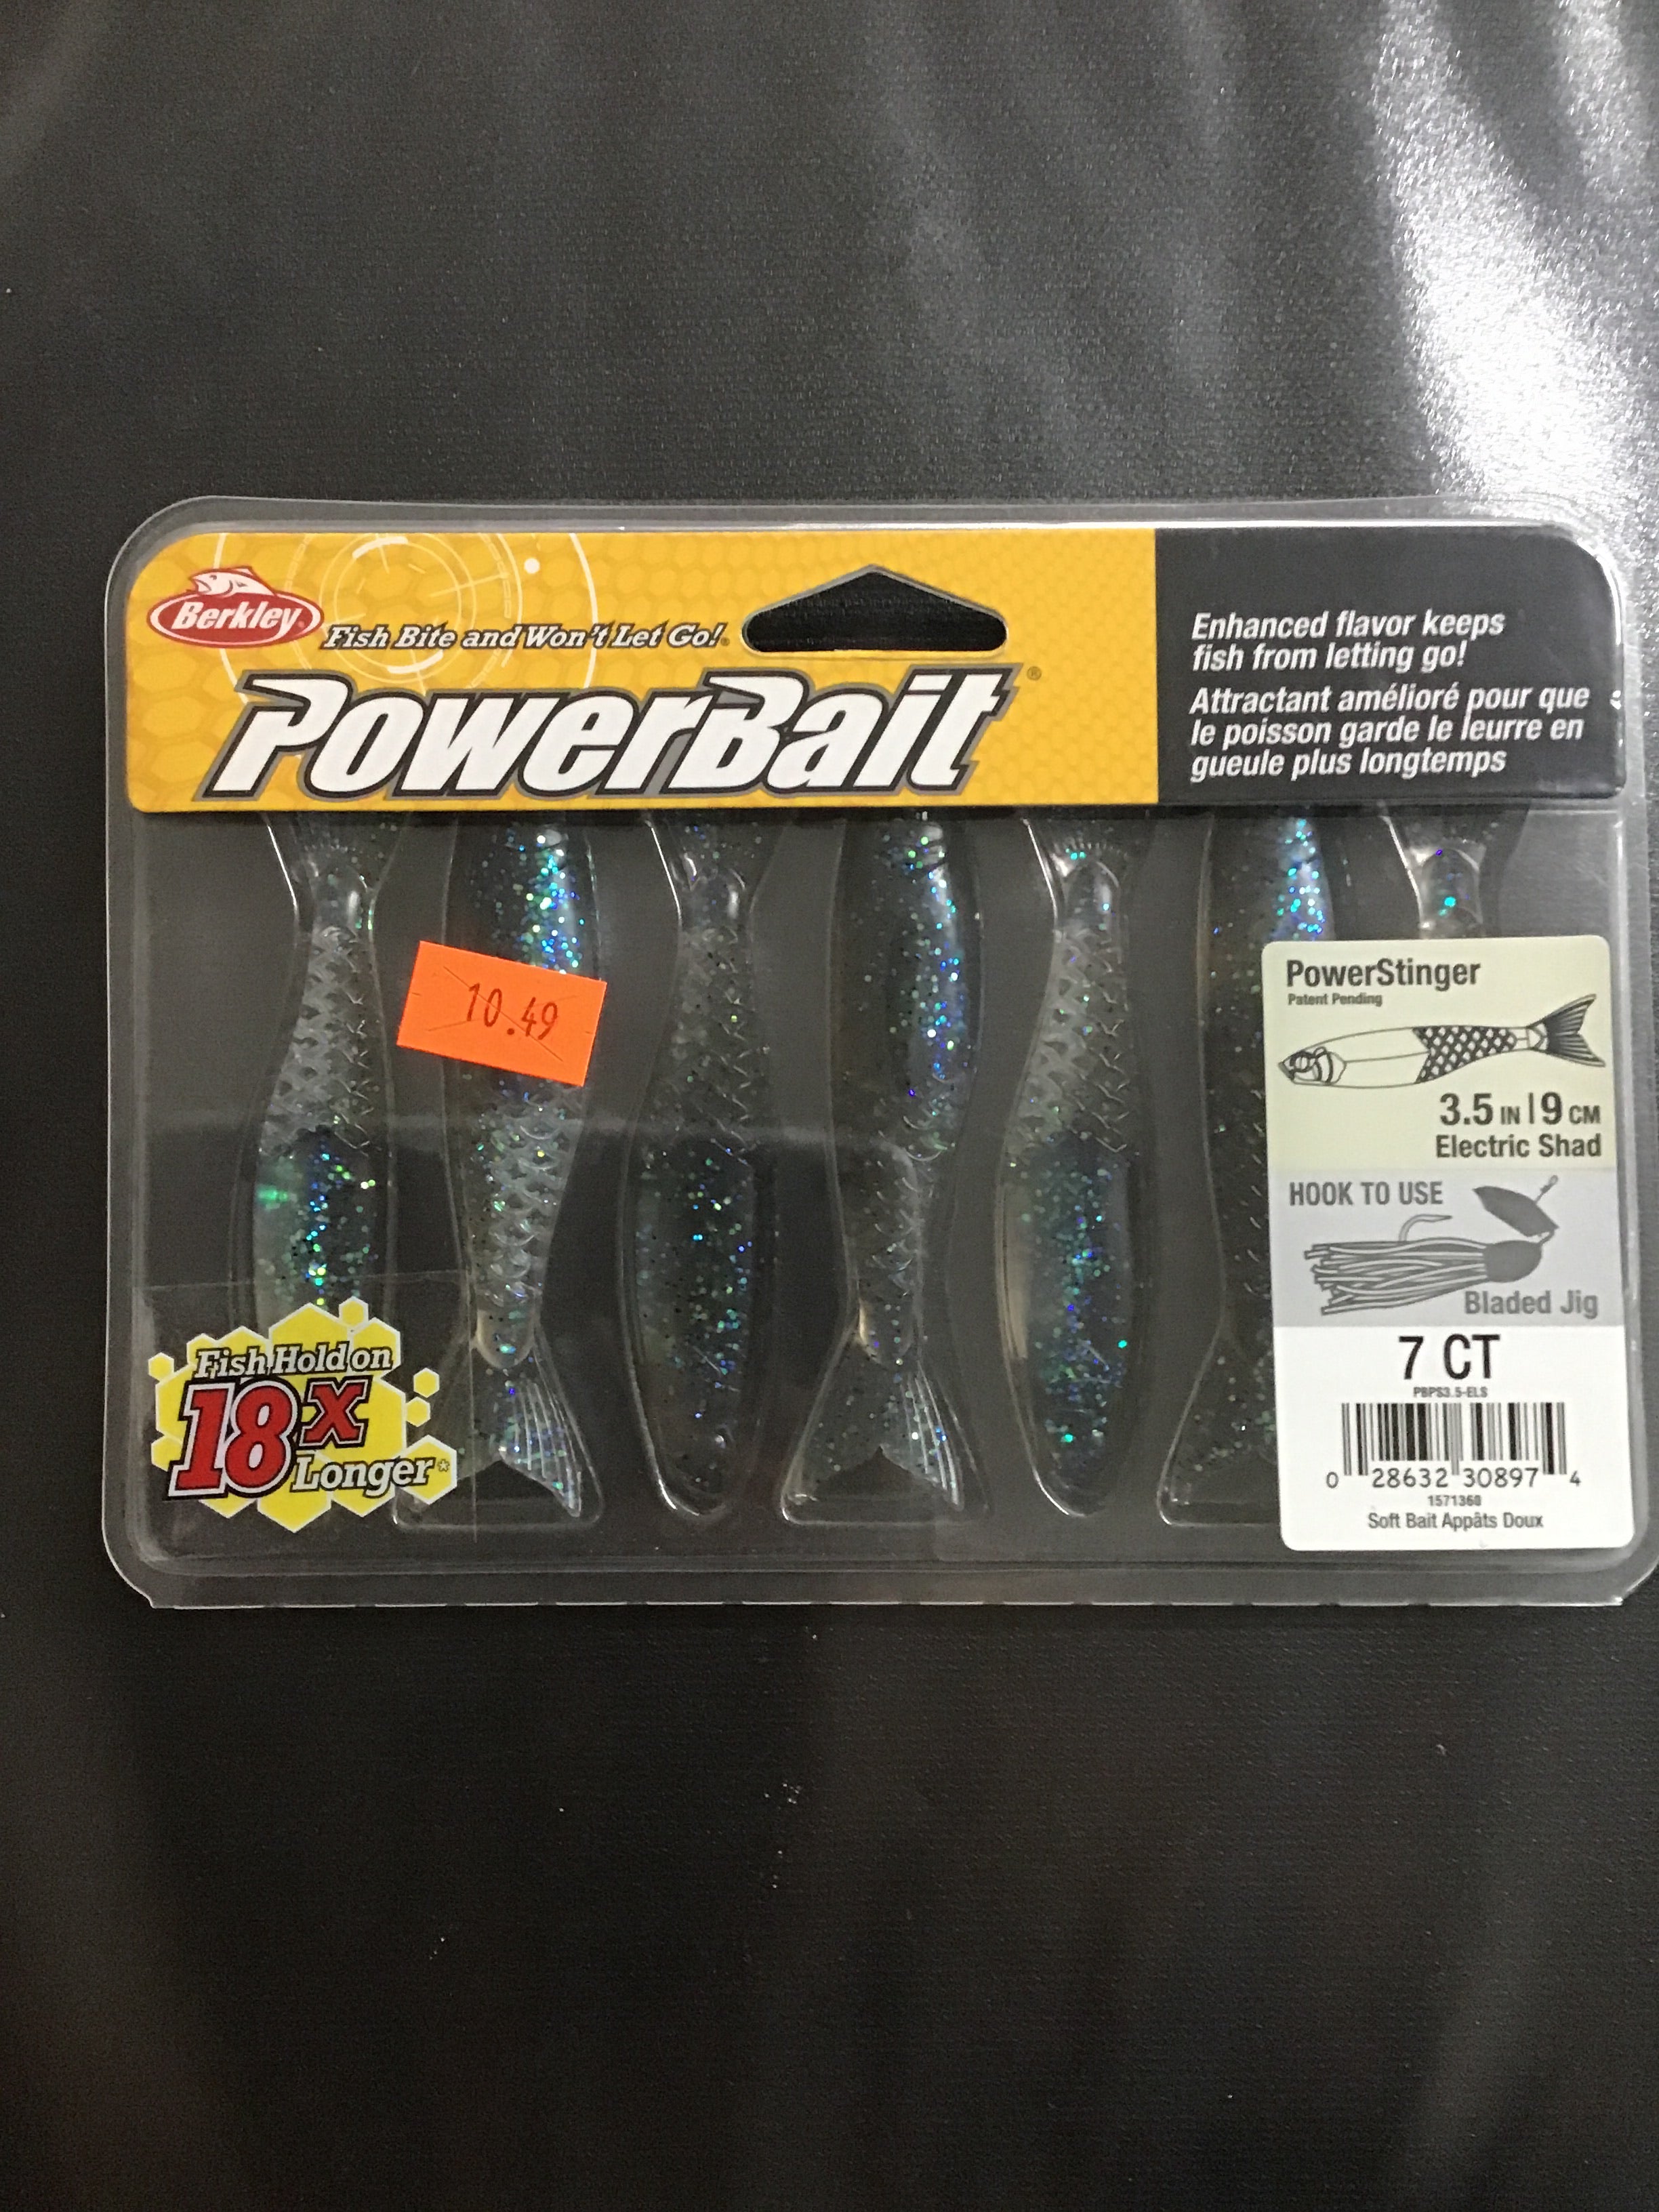 Berkley
Fish Bite and Won't Let Go!®
PowerBait®
Enhanced flavor keeps
fish from letting go!
Attractant amélioré pour que
le poisson garde le leurre en
gueule plus longtemps
10.49
PowerStinger
Patent Pending
3.5 IN | 9 CM
Electric Shad
HOOK TO USE
Bladed Jig
7 CT
PBPS3.5-ELS
0 28632 30897 4
1571360
Soft Bait Appâts Doux
Fish Hold on
18x
Longer*